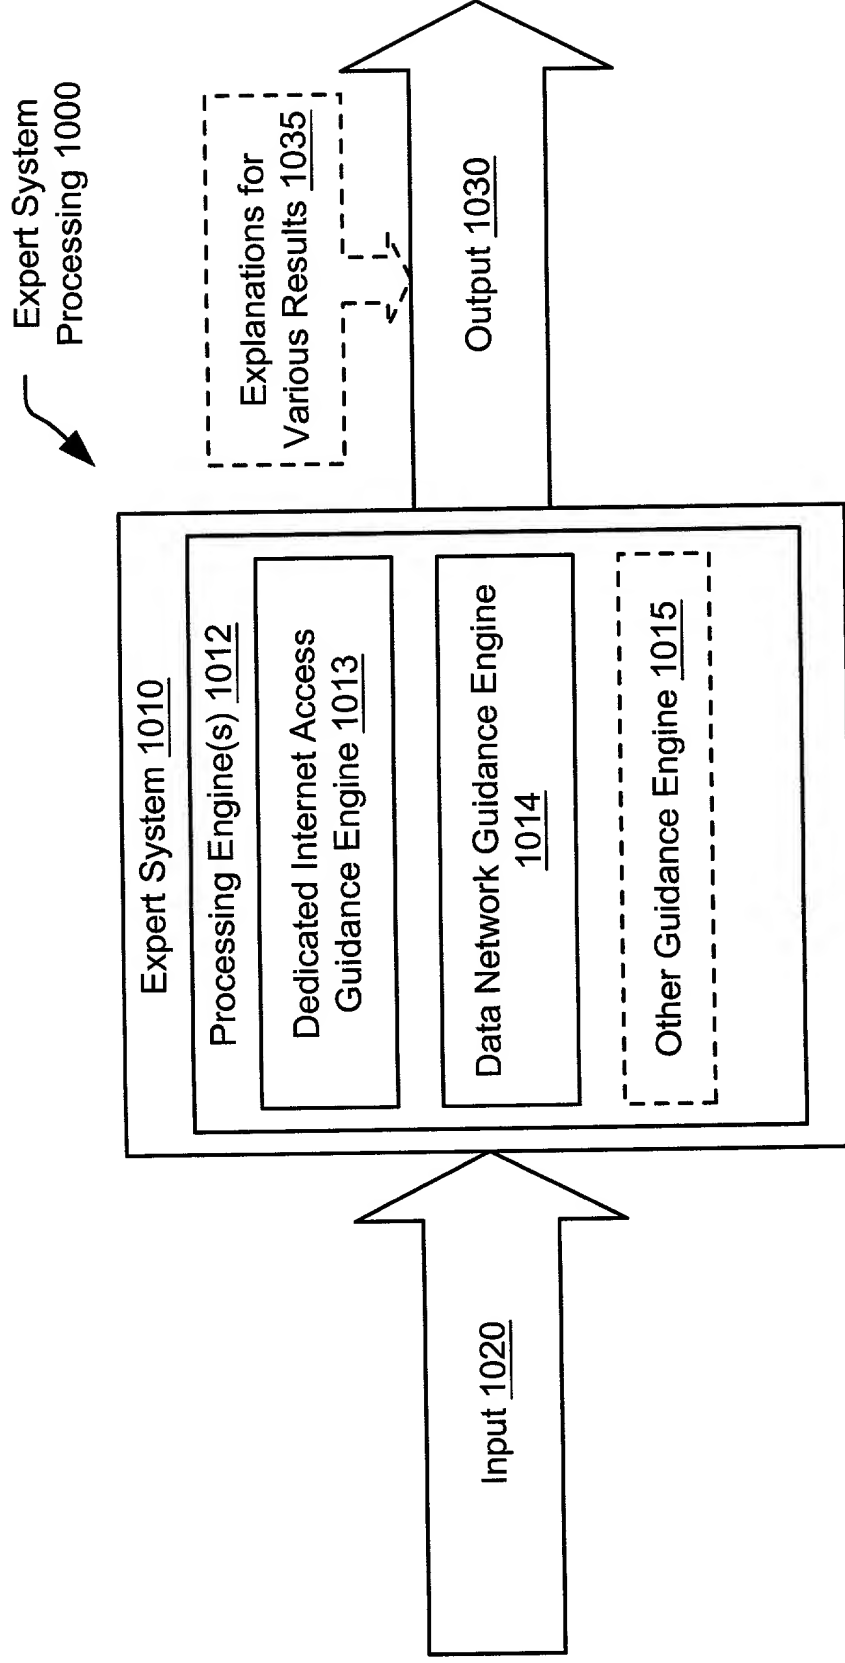 Expert System
Processing 1000
Expert System 1010
Processing Engine(s) 1012
Dedicated Internet Access
Guidance Engine 1013
Data Network Guidance Engine
1014
Other Guidance Engine 1015
Input 1020
Explanations for
Various Results 1035
Output 1030